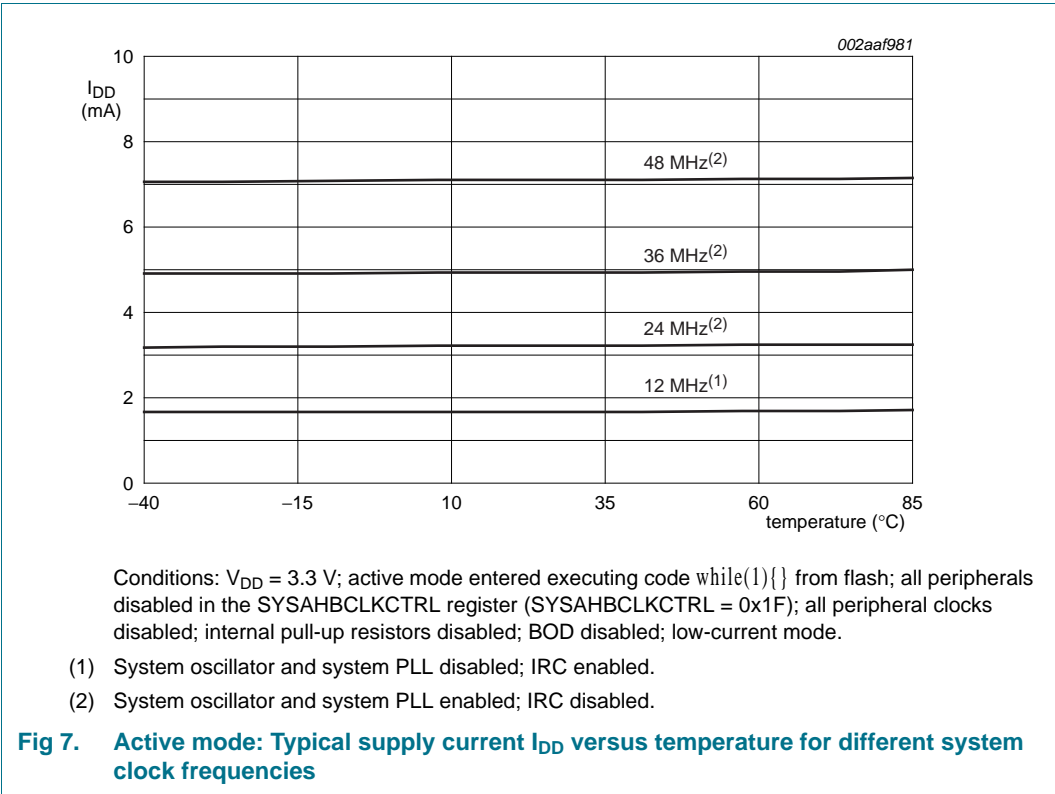 002aaf981
10
IDD
(mA)
8
48 MHz(2)
6
36 MHz(2)
4
24 MHz(2)
12 MHz(1)
2
0
−40 −15 10 35 60 85
temperature (°C)
Conditions: VDD = 3.3 V; active mode entered executing code while(1){} from flash; all peripherals
disabled in the SYSAHBCLKCTRL register (SYSAHBCLKCTRL = 0x1F); all peripheral clocks
disabled; internal pull-up resistors disabled; BOD disabled; low-current mode.
(1) System oscillator and system PLL disabled; IRC enabled.
(2) System oscillator and system PLL enabled; IRC disabled.
Fig 7. Active mode: Typical supply current IDD versus temperature for different system
clock frequencies